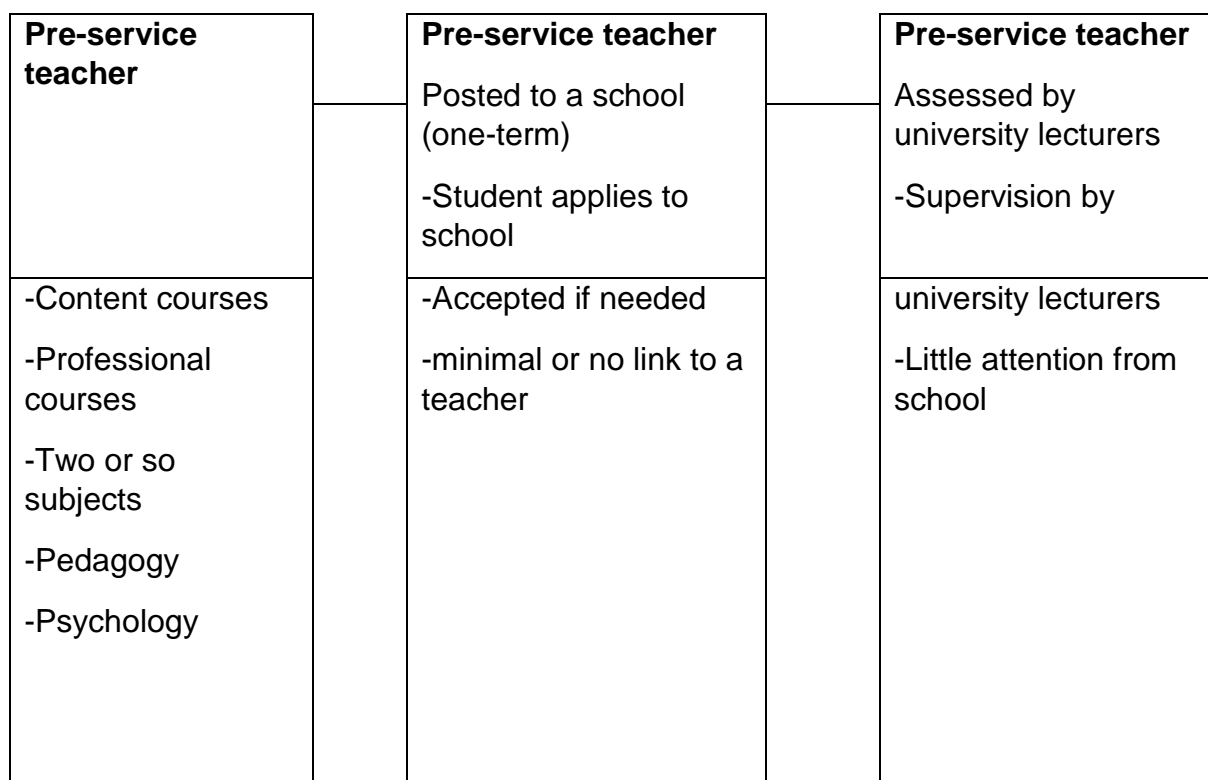 Pre-service
teacher
-Content courses
-Professional
courses
-Two or so
subjects
-Pedagogy
-Psychology
Pre-service teacher
Posted to a school
(one-term)
-Student applies to
school
-Accepted if needed
-minimal or no link to a
teacher
Pre-service teacher
Assessed by
university lecturers
-Supervision by
university lecturers
-Little attention from
school